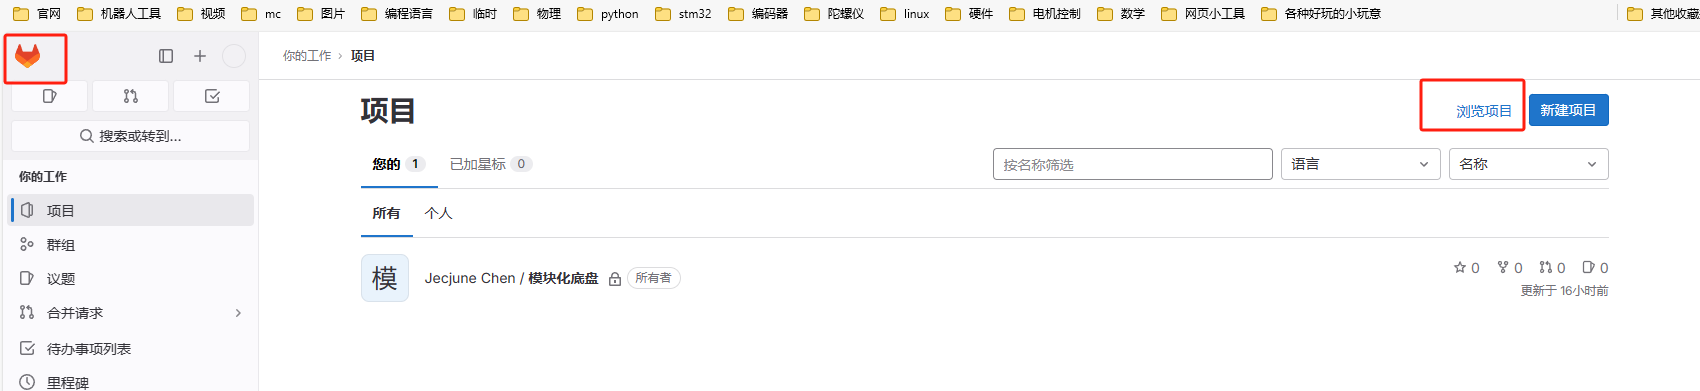 官网 机器人工具 视频 mc 图片 编程语言 临时 物理 python stm32 编码器 陀螺仪 linux 硬件 电机控制 数学 网页小工具 各种好玩的小玩意 其他收藏
你的工作 › 项目
项目
浏览项目 新建项目
搜索或转到...
您的 1 已加星标 0 按名称筛选 语言 名称
你的工作
项目
群组
议题
合并请求
待办事项列表
里程碑
所有 个人
模 Jecjune Chen / 模块化底盘 所有者 0 0 0 0
更新于 16小时前